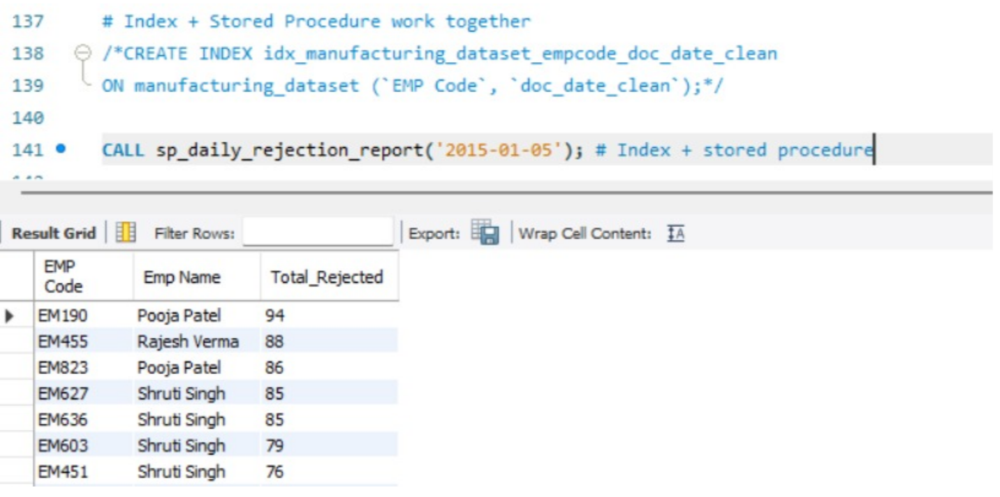 137 # Index + Stored Procedure work together
138 /*CREATE INDEX idx_manufacturing_dataset_empcode_doc_date_clean
139 ON manufacturing_dataset (`EMP Code`, `doc_date_clean`);*/
140
141 CALL sp_daily_rejection_report('2015-01-05'); # Index + stored procedure
Result Grid Filter Rows: Export: Wrap Cell Content: IA
EMP Code Emp Name Total_Rejected
EM190 Pooja Patel 94
EM455 Rajesh Verma 88
EM823 Pooja Patel 86
EM627 Shruti Singh 85
EM636 Shruti Singh 85
EM603 Shruti Singh 79
EM451 Shruti Singh 76